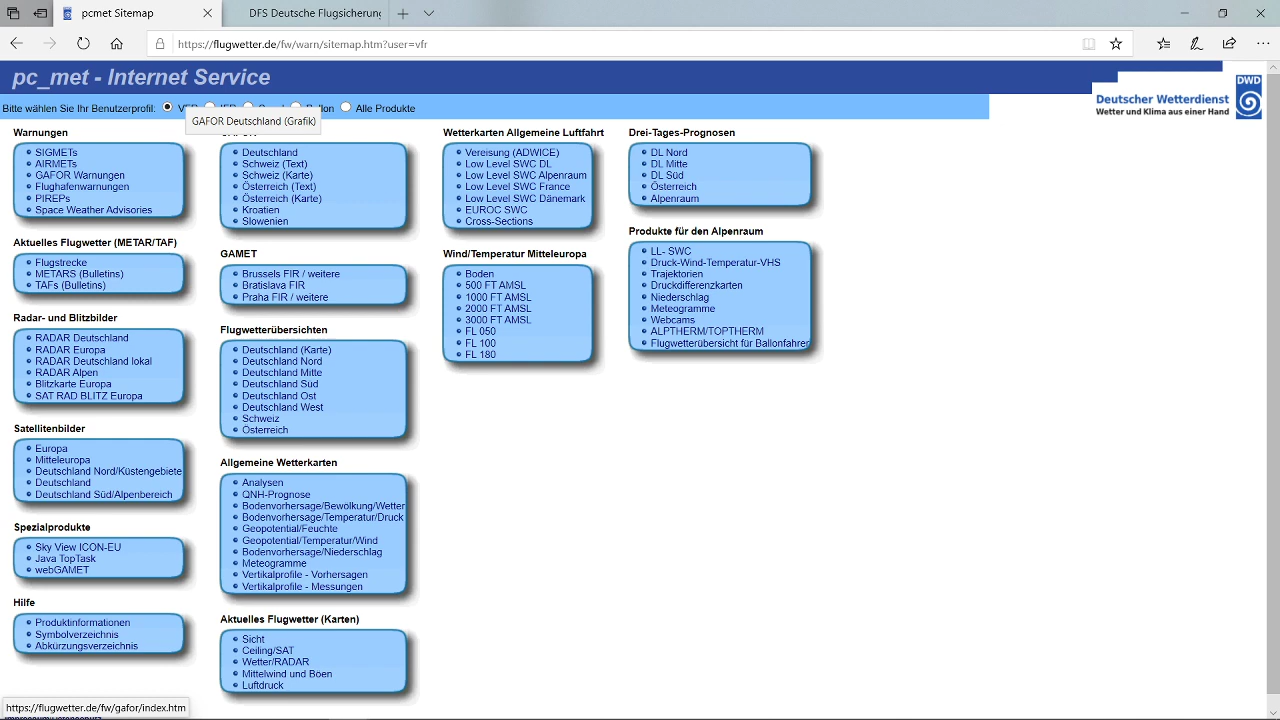 pcmet Sitemap
DFS Deutsche Flugsicherung
https://flugwetter.de/fw/warn/sitemap.htm?user=vfr
pc_met - Internet Service
DWD
Deutscher Wetterdienst
Wetter und Klima aus einer Hand
Bitte wählen Sie Ihr Benutzerprofil: Alle Produkte
GAFOR Deutschland (Grafik)
Warnungen
SIGMETs
AIRMETs
GAFOR Warnungen
Flughafenwarnungen
PIREPs
Space Weather Advisories
Aktuelles Flugwetter (METAR/TAF)
Flugstrecke
METARS (Bulletins)
TAFs (Bulletins)
Radar- und Blitzbilder
RADAR Deutschland
RADAR Europa
RADAR Deutschland lokal
RADAR Alpen
Blitzkarte Europa
SAT RAD BLITZ Europa
Satellitenbilder
Europa
Mitteleuropa
Deutschland Nord/Küstengebiete
Deutschland
Deutschland Süd/Alpenbereich
Spezialprodukte
Sky View ICON-EU
Java TopTask
webGAMET
Hilfe
Produktinformationen
Symbolverzeichnis
Abkürzungsverzeichnis
Deutschland
Schweiz (Text)
Schweiz (Karte)
Österreich (Text)
Österreich (Karte)
Kroatien
Slowenien
GAMET
Brussels FIR / weitere
Bratislava FIR
Praha FIR / weitere
Flugwetterübersichten
Deutschland (Karte)
Deutschland Nord
Deutschland Mitte
Deutschland Süd
Deutschland Ost
Deutschland West
Schweiz
Österreich
Allgemeine Wetterkarten
Analysen
QNH-Prognose
Bodenvorhersage/Bewölkung/Wetter
Bodenvorhersage/Temperatur/Druck
Geopotential/Feuchte
Geopotential/Temperatur/Wind
Bodenvorhersage/Niederschlag
Meteogramme
Vertikalprofile - Vorhersagen
Vertikalprofile - Messungen
Aktuelles Flugwetter (Karten)
Sicht
Ceiling/SAT
Wetter/RADAR
Mittelwind und Böen
Luftdruck
Wetterkarten Allgemeine Luftfahrt
Vereisung (ADWICE)
Low Level SWC DL
Low Level SWC Alpenraum
Low Level SWC France
Low Level SWC Dänemark
EUROC SWC
Cross-Sections
Wind/Temperatur Mitteleuropa
Boden
500 FT AMSL
1000 FT AMSL
2000 FT AMSL
3000 FT AMSL
FL 050
FL 100
FL 180
Drei-Tages-Prognosen
DL Nord
DL Mitte
DL Süd
Österreich
Alpenraum
Produkte für den Alpenraum
LL- SWC
Druck-Wind-Temperatur-VHS
Trajektorien
Druckdifferenzkarten
Niederschlag
Meteogramme
Webcams
ALPTHERM/TOPTHERM
Flugwetterübersicht für Ballonfahrer
https://flugwetter.de/fw/gafor/index.htm